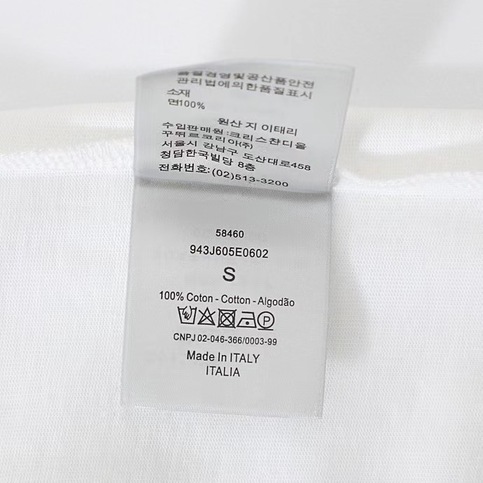 품질경영및공산품안전
관리법에의한품질표시
소재
면100%
원산 지 이태리
수입판매원:크리스챤디올
꾸뛰르코리아(주)
서울시 강남구 도산대로458
청담한국빌딩 8층
전화:(02)513-3200
58460
943J605E0602
S
100% Coton - Cotton - Algodão
CNPJ 02-046-366/0003-99
Made In ITALY
ITALIA